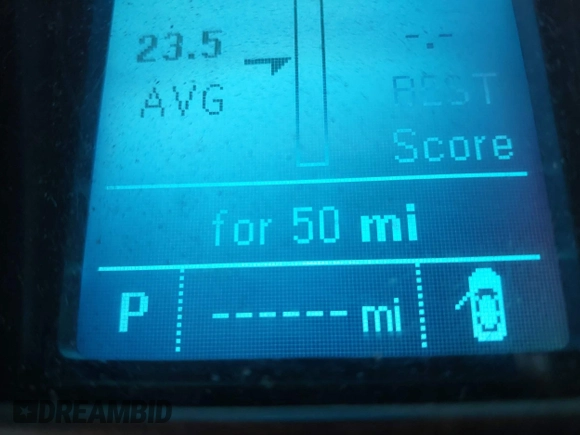 23.5
AVG
-.-
BEST
Score
for 50 mi
P
------ mi
DREAMBID